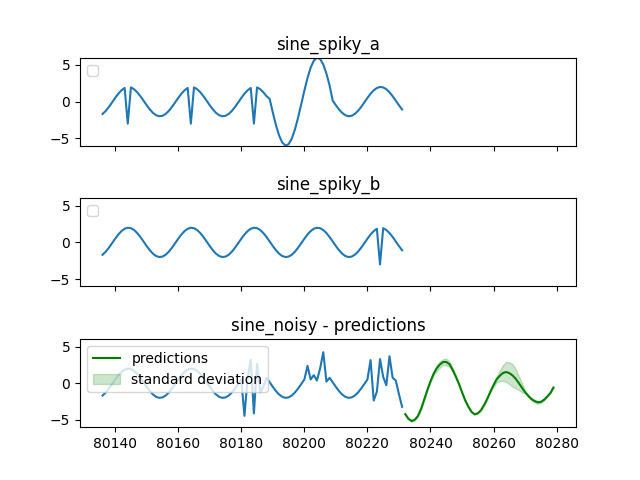 sine_spiky_a
5
0
−5
sine_spiky_b
5
0
−5
sine_noisy - predictions
5
0
−5
predictions
standard deviation
80140 80160 80180 80200 80220 80240 80260 80280